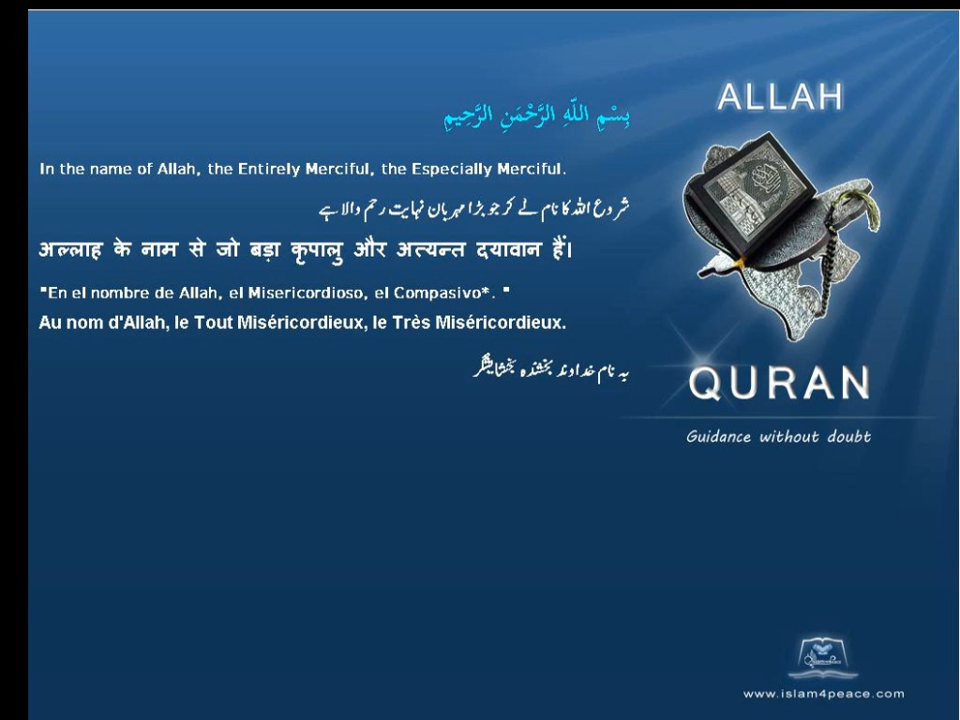 بِسْمِ اللَّهِ الرَّحْمَنِ الرَّحِيمِ
In the name of Allah, the Entirely Merciful, the Especially Merciful.
شروع اللہ کا نام لے کر جو بڑا مہربان نہایت رحم والا ہے
अल्लाह के नाम से जो बड़ा कृपालु और अत्यन्त दयावान हैं।
"En el nombre de Allah, el Misericordioso, el Compasivo*. "
Au nom d'Allah, le Tout Miséricordieux, le Très Miséricordieux.
به نام خداوند بخشنده بخشایشگر
ALLAH
QURAN
Guidance without doubt
www.islam4peace.com